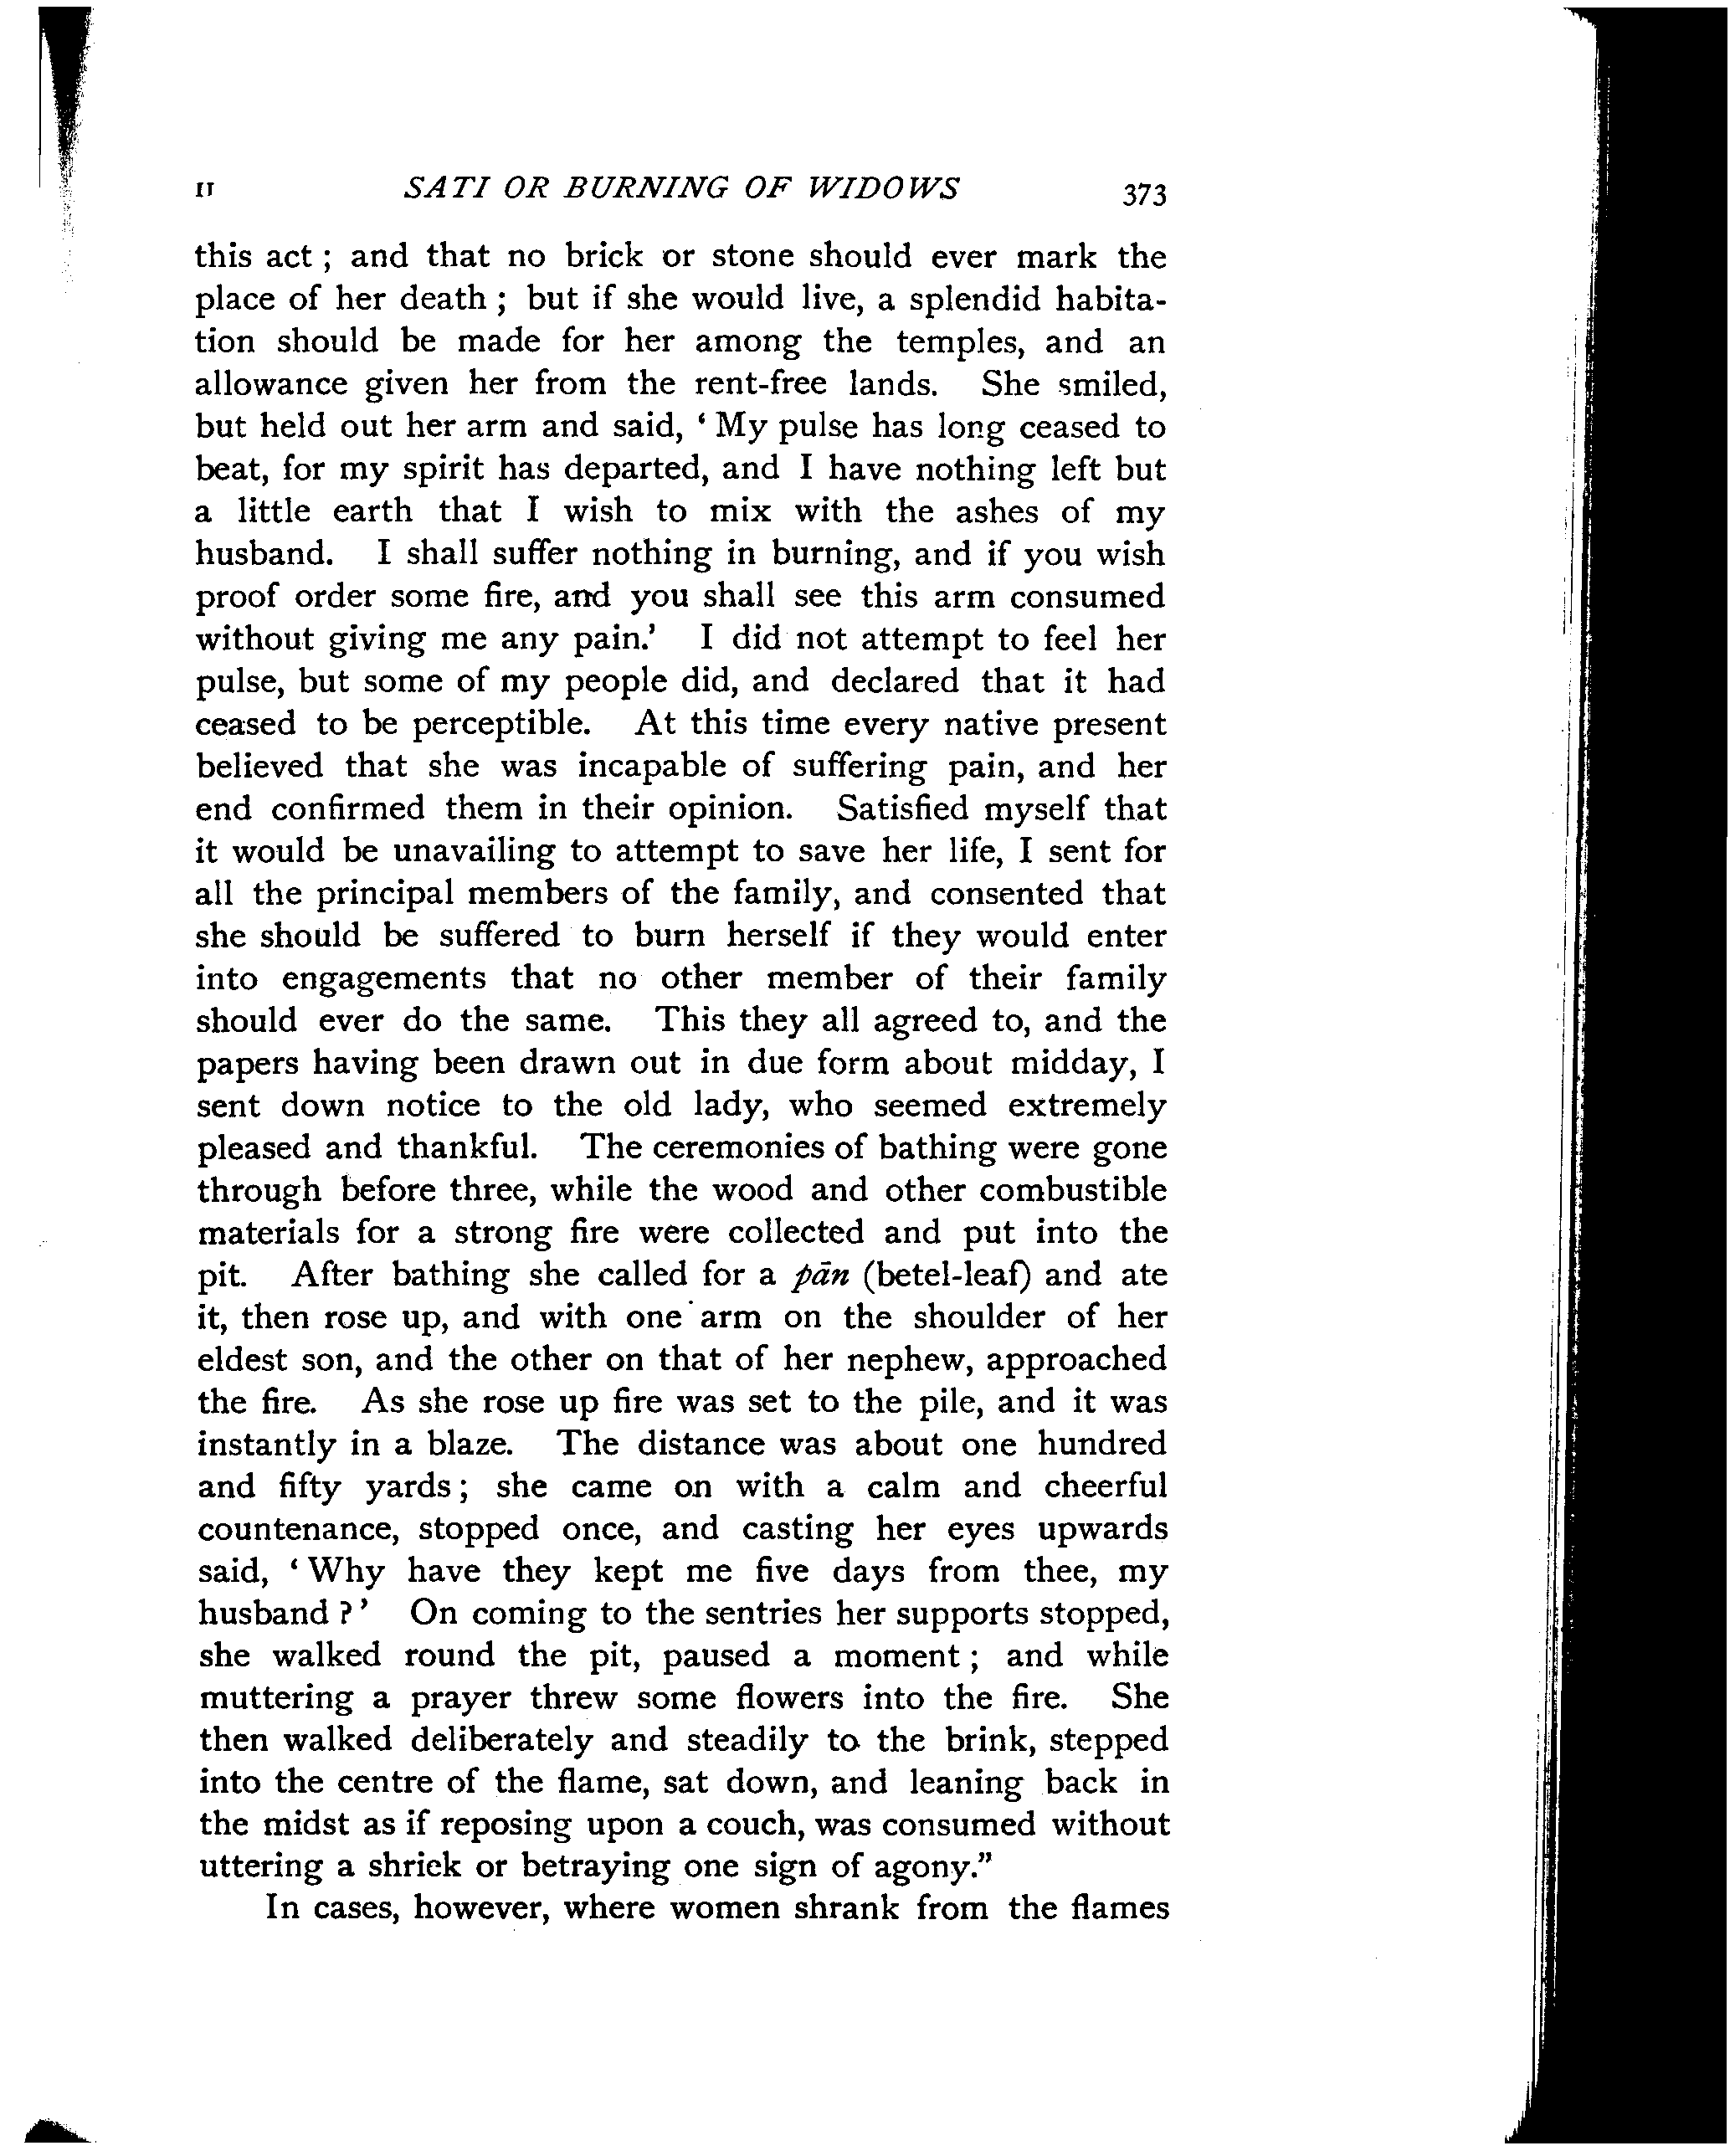 II SATI OR BURNING OF WIDOWS 373
this act ; and that no brick or stone should ever mark the
place of her death ; but if she would live, a splendid habita-
tion should be made for her among the temples, and an
allowance given her from the rent-free lands. She smiled,
but held out her arm and said, ‘ My pulse has long ceased to
beat, for my spirit has departed, and I have nothing left but
a little earth that I wish to mix with the ashes of my
husband. I shall suffer nothing in burning, and if you wish
proof order some fire, and you shall see this arm consumed
without giving me any pain.’ I did not attempt to feel her
pulse, but some of my people did, and declared that it had
ceased to be perceptible. At this time every native present
believed that she was incapable of suffering pain, and her
end confirmed them in their opinion. Satisfied myself that
it would be unavailing to attempt to save her life, I sent for
all the principal members of the family, and consented that
she should be suffered to burn herself if they would enter
into engagements that no other member of their family
should ever do the same. This they all agreed to, and the
papers having been drawn out in due form about midday, I
sent down notice to the old lady, who seemed extremely
pleased and thankful. The ceremonies of bathing were gone
through before three, while the wood and other combustible
materials for a strong fire were collected and put into the
pit. After bathing she called for a pān (betel-leaf) and ate
it, then rose up, and with one arm on the shoulder of her
eldest son, and the other on that of her nephew, approached
the fire. As she rose up fire was set to the pile, and it was
instantly in a blaze. The distance was about one hundred
and fifty yards ; she came on with a calm and cheerful
countenance, stopped once, and casting her eyes upwards
said, ‘ Why have they kept me five days from thee, my
husband ? ’ On coming to the sentries her supports stopped,
she walked round the pit, paused a moment ; and while
muttering a prayer threw some flowers into the fire. She
then walked deliberately and steadily to the brink, stepped
into the centre of the flame, sat down, and leaning back in
the midst as if reposing upon a couch, was consumed without
uttering a shriek or betraying one sign of agony.”
In cases, however, where women shrank from the flames